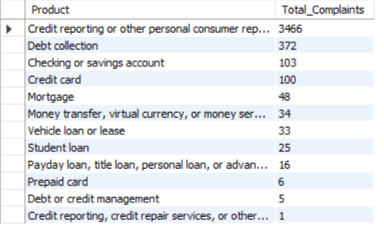 Product Total_Complaints
Credit reporting or other personal consumer rep... 3466
Debt collection 372
Checking or savings account 103
Credit card 100
Mortgage 48
Money transfer, virtual currency, or money ser... 34
Vehicle loan or lease 33
Student loan 25
Payday loan, title loan, personal loan, or advan... 16
Prepaid card 6
Debt or credit management 5
Credit reporting, credit repair services, or other... 1